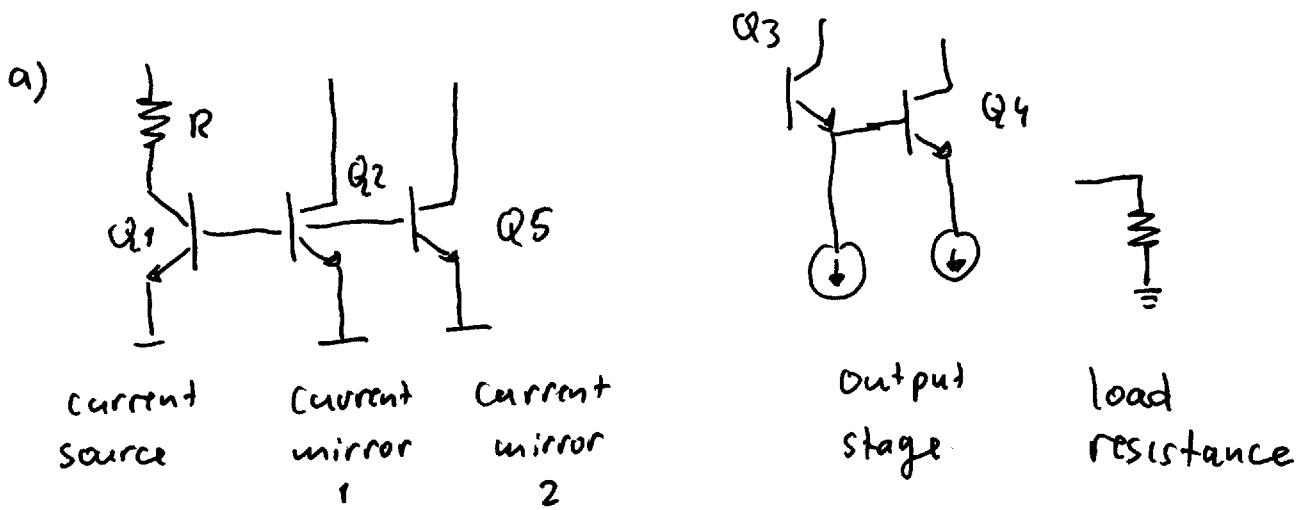 a)
R
Q1
Q2
Q5
Q3
Q4
current source
current mirror 1
current mirror 2
output stage
load resistance